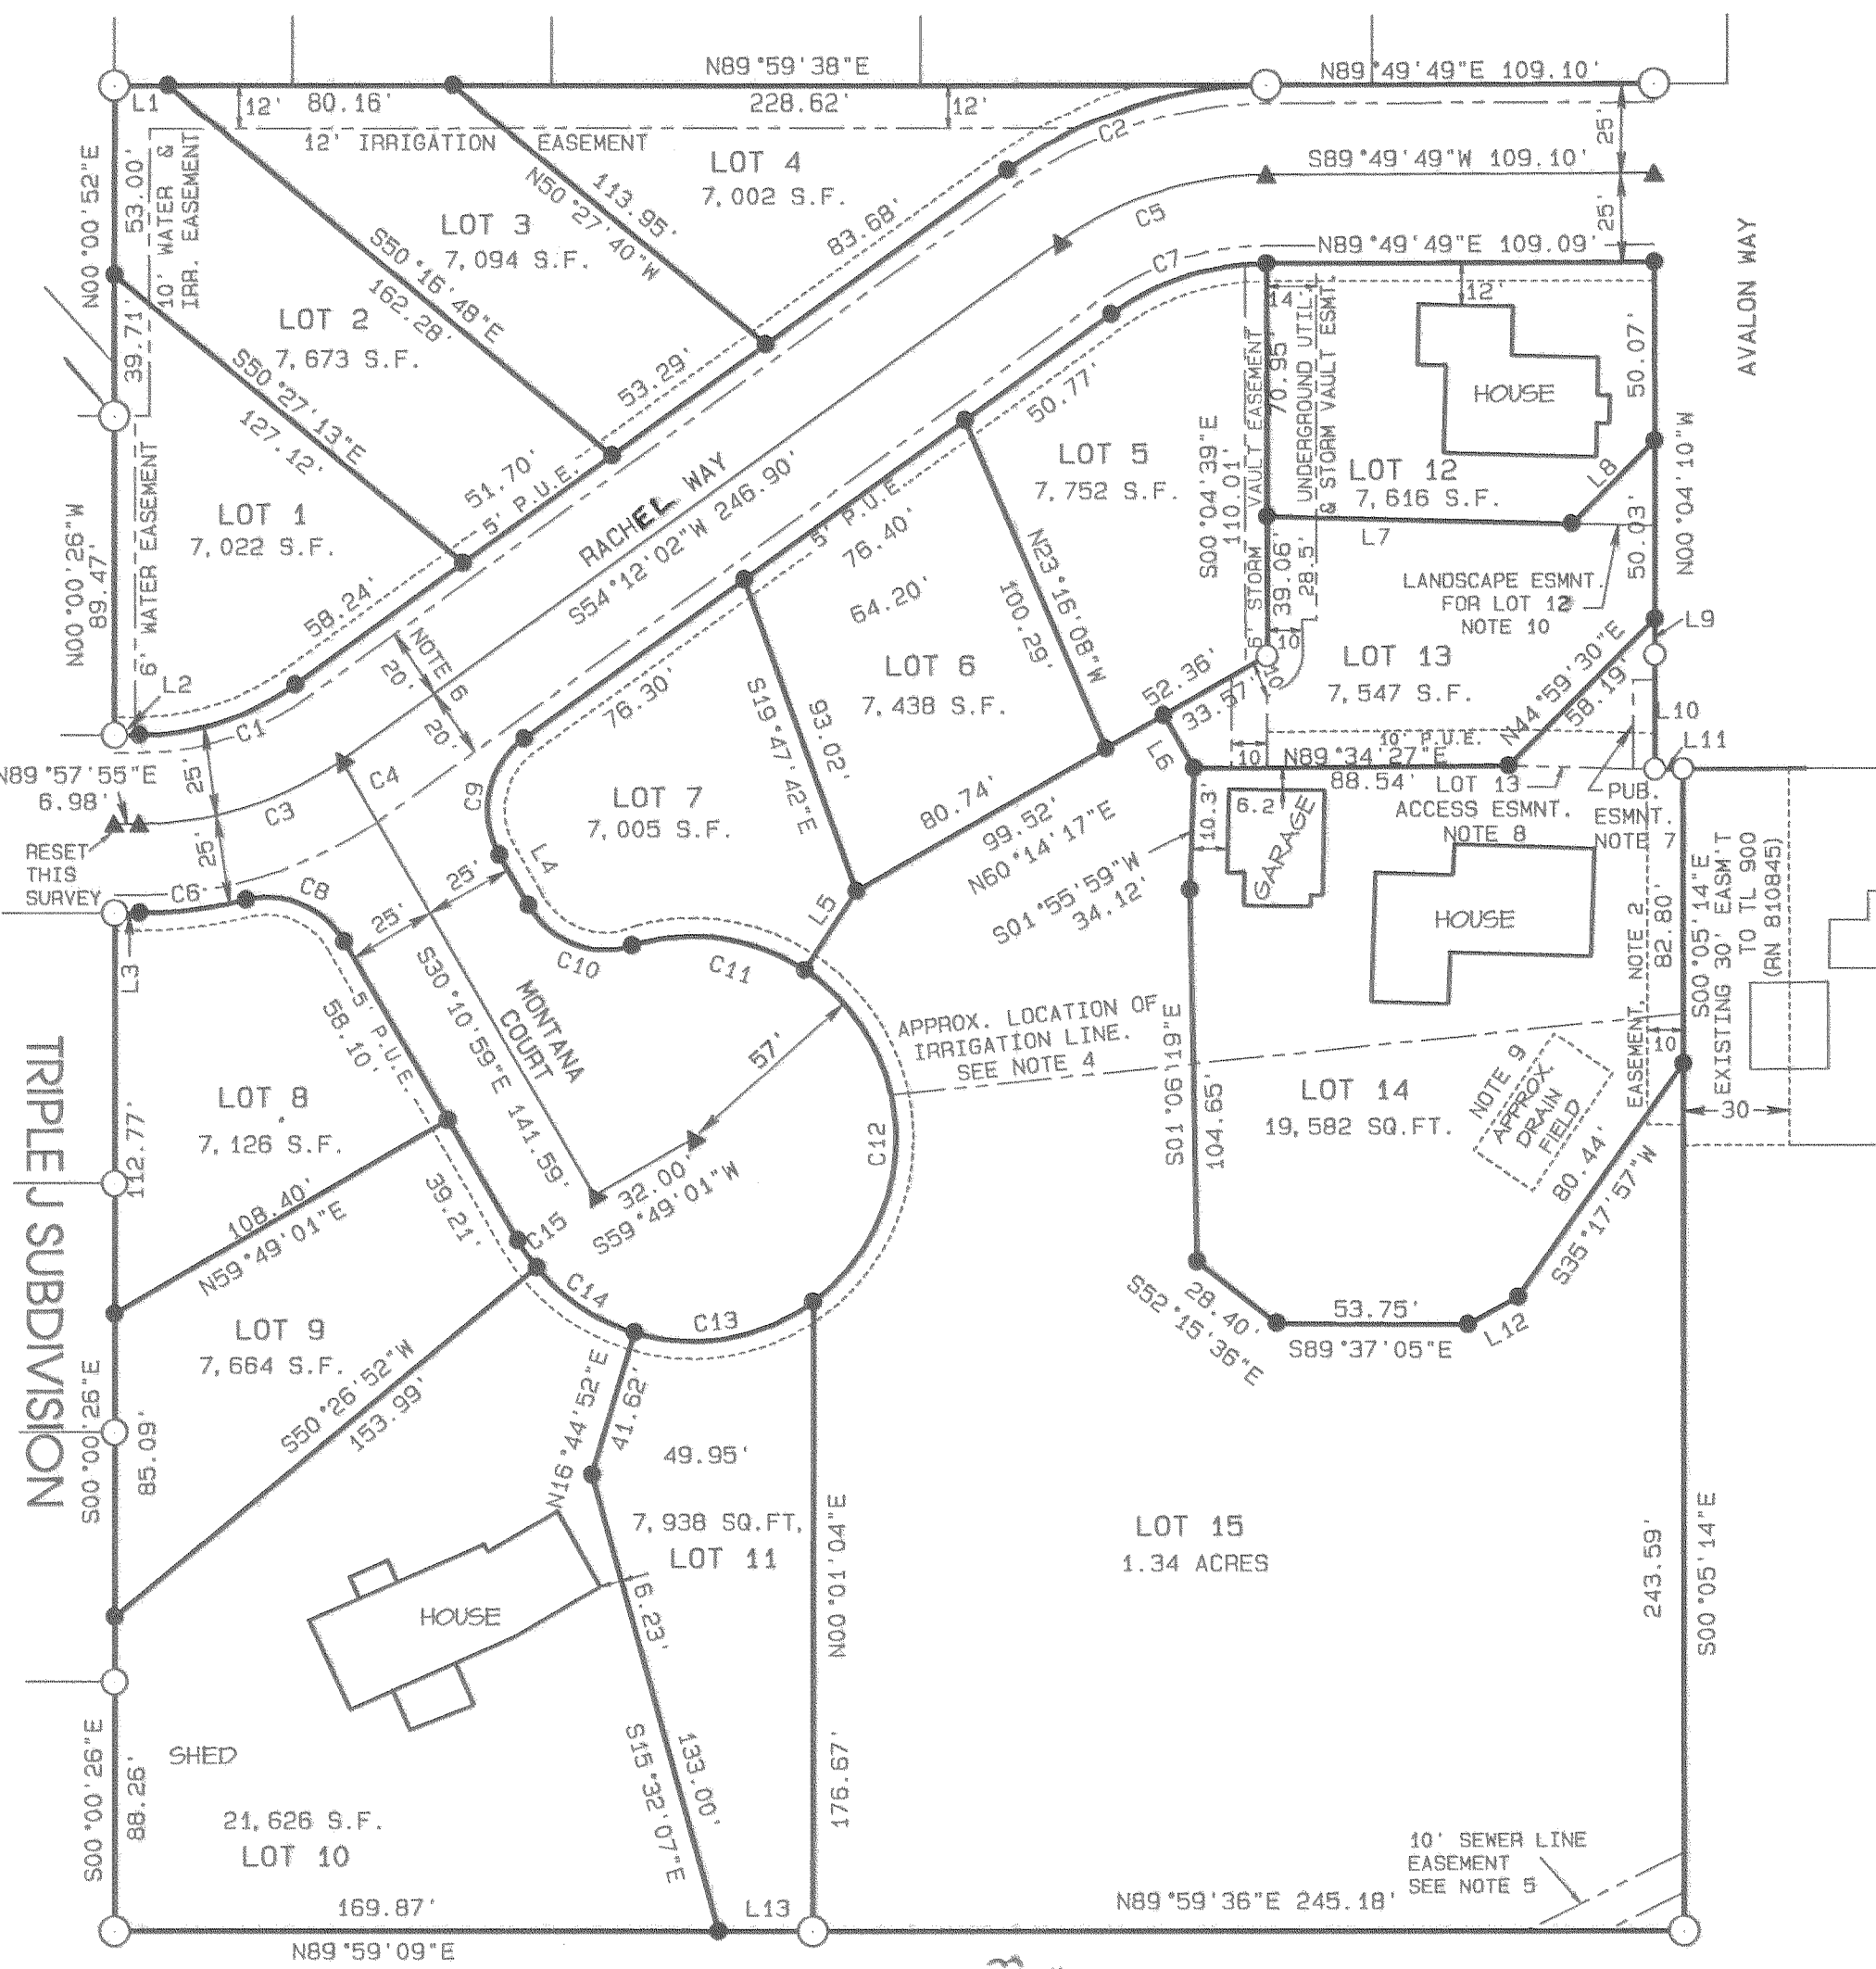 N89°59'38"E
N89°49'49"E 109.10'
L1
12'
80.16'
228.62'
12'
12' IRRIGATION EASEMENT
C2
25'
S89°49'49"W 109.10'
25'
C5
N89°49'49"E 109.09'
C7
AVALON WAY
N00°00'52"E
53.00'
10' WATER &
IRR. EASEMENT
39.71'
LOT 4
7,002 S.F.
113.95'
N50°27'40"W
83.68'
LOT 3
7,094 S.F.
S50°16'48"E
162.28'
LOT 2
7,673 S.F.
53.29'
S50°27'13"E
127.12'
LOT 1
7,022 S.F.
51.70'
5' P.U.E.
58.24'
6' WATER EASEMENT
N00°00'26"W
89.47'
L2
C1
RACHEL WAY
S54°12'02"W 246.90'
NOTE 6
20'
20'
50.77'
5' P.U.E.
76.40'
64.20'
LOT 5
7,752 S.F.
S00°04'39"E
110.01'
6' STORM VAULT EASEMENT
70.95'
14'
UNDERGROUND UTIL.
& STORM VAULT ESMT.
39.06'
28.5'
10
12'
HOUSE
50.07'
LOT 12
7,616 S.F.
L8
L7
50.03'
N00°04'10"W
LANDSCAPE ESMNT.
FOR LOT 12
NOTE 10
L9
N23°16'08"W
100.29'
LOT 6
7,438 S.F.
52.36'
33.57'
L6
10
10
LOT 13
7,547 S.F.
N44°59'30"E
58.19'
10' P.U.E.
L10
L11
N89°34'27"E
88.54'
LOT 13
ACCESS ESMNT.
NOTE 8
PUB.
ESMNT.
NOTE 7
76.30'
S19°47'42"E
93.02'
N89°57'55"E
6.98'
25'
25'
C3
C4
RESET
THIS
SURVEY
C6
C8
L3
C9
LOT 7
7,005 S.F.
L4
25'
25'
C10
C11
L5
80.74'
99.52'
N60°14'17"E
S01°55'59"W
34.12'
10.3'
6.2
GARAGE
HOUSE
EASEMENT, NOTE 2
82.80'
S00°05'14"E
EXISTING 30' EASM'T
TO TL 900
(RN 810845)
10
30
S30°10'59"E 141.59'
MONTANA
COURT
57'
APPROX. LOCATION OF
IRRIGATION LINE.
SEE NOTE 4
S01°06'19"E
104.65'
LOT 14
19,582 SQ.FT.
NOTE 9
APPROX.
DRAIN
FIELD
80.44'
S35°17'57"W
5' P.U.E.
58.10'
LOT 8
7,126 S.F.
112.77'
TRIPLE J SUBDIVISION
C12
32.00'
S59°49'01"W
39.21'
C15
108.40'
N59°49'01"E
C14
C13
28.40'
S52°15'36"E
53.75'
S89°37'05"E
L12
LOT 9
7,664 S.F.
S00°00'26"E
85.09'
S50°26'52"W
153.99'
N16°44'52"E
41.62'
49.95'
7,938 SQ.FT.
LOT 11
HOUSE
6.23'
N00°01'04"E
176.67'
LOT 15
1.34 ACRES
243.59'
S00°05'14"E
S15°32'07"E
133.00'
SHED
S00°00'26"E
88.26'
21,626 S.F.
LOT 10
10' SEWER LINE
EASEMENT
SEE NOTE 5
169.87'
L13
N89°59'36"E 245.18'
N89°59'09"E